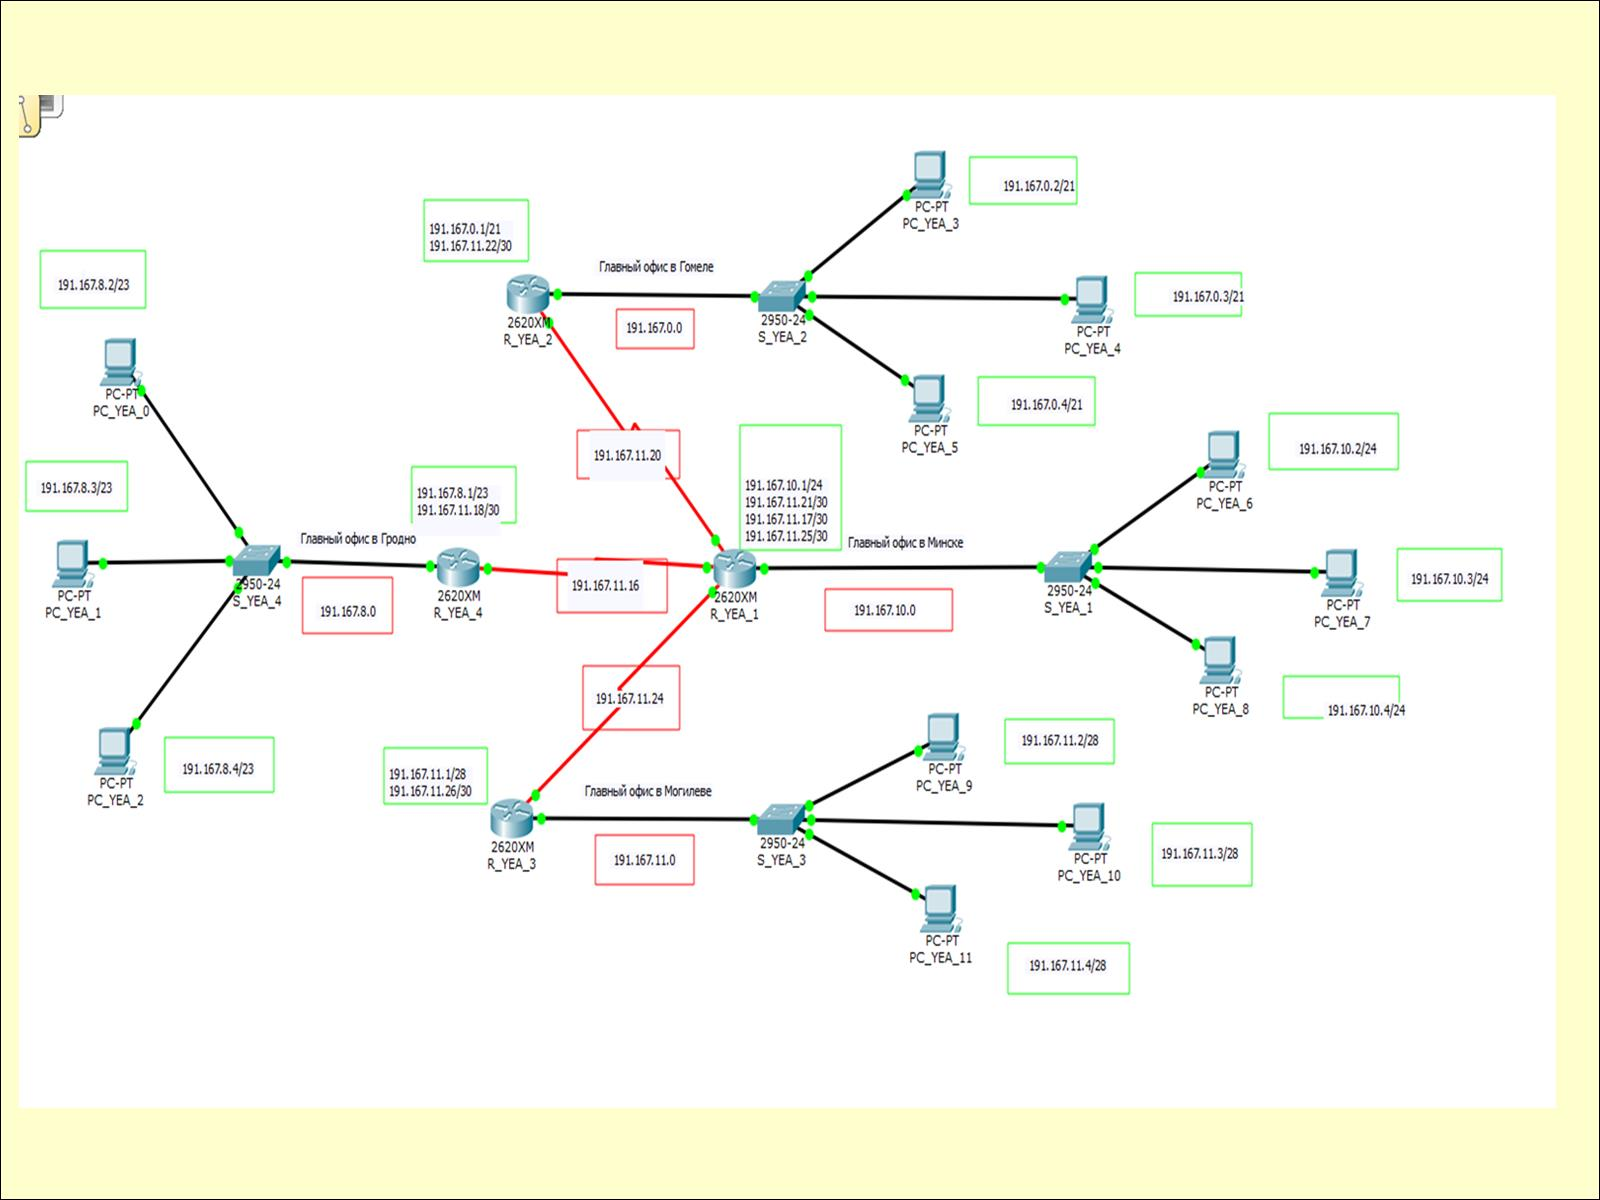 PC-PT
PC_YEA_3
191.167.0.2/21
191.167.0.1/21
191.167.11.22/30
Главный офис в Гомеле
191.167.8.2/23
2620XM
R_YEA_2
191.167.0.0
2950-24
S_YEA_2
PC-PT
PC_YEA_4
191.167.0.3/21
PC-PT
PC_YEA_0
PC-PT
PC_YEA_5
191.167.0.4/21
191.167.11.20
191.167.10.2/24
PC-PT
PC_YEA_6
191.167.8.3/23
191.167.8.1/23
191.167.11.18/30
191.167.10.1/24
191.167.11.21/30
191.167.11.17/30
191.167.11.25/30
Главный офис в Гродно
Главный офис в Минске
PC-PT
PC_YEA_1
2950-24
S_YEA_4
191.167.8.0
2620XM
R_YEA_4
191.167.11.16
2620XM
R_YEA_1
191.167.10.0
2950-24
S_YEA_1
PC-PT
PC_YEA_7
191.167.10.3/24
191.167.11.24
PC-PT
PC_YEA_8
191.167.10.4/24
PC-PT
PC_YEA_2
191.167.8.4/23
191.167.11.1/28
191.167.11.26/30
Главный офис в Могилеве
PC-PT
PC_YEA_9
191.167.11.2/28
2620XM
R_YEA_3
191.167.11.0
2950-24
S_YEA_3
PC-PT
PC_YEA_10
191.167.11.3/28
PC-PT
PC_YEA_11
191.167.11.4/28